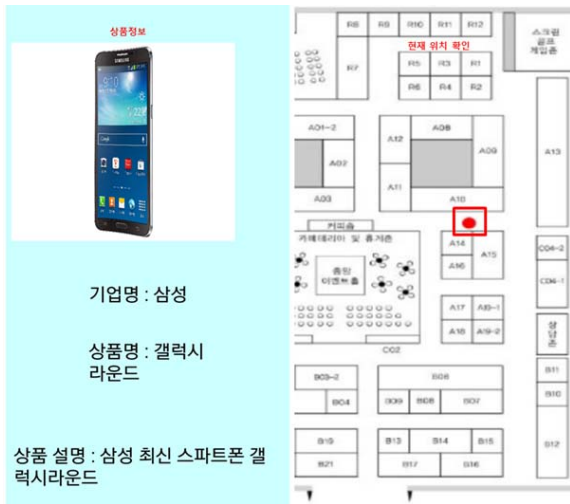 상품정보
SAMSUNG
기업명 : 삼성
상품명 : 갤럭시
라운드
상품 설명 : 삼성 최신 스파트폰 갤
럭시라운드
R8 R9 R10 R11 R12
스크린
골프
게임존
현재 위치 확인
R7 R5 R3 R1
R6 R4 R2
A01-2 A12 A08
A02 A09 A13
A11
A03 A10
커피숍
카페테리아 및 휴게존
A14 A15
A16
C04-2
중앙
이벤트홀
C04-1
A17 A19-1
A18 A19-2
상
담
존
C02
B03-2 B06 B11
B04 B09 B08 B07 B10
B19 B13 B14 B15 B12
B21 B17 B16